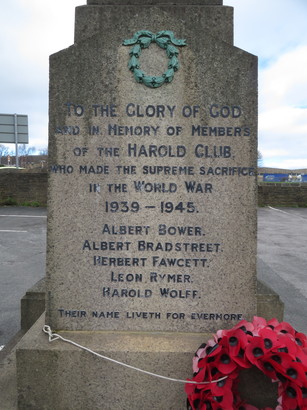 TO THE GLORY OF GOD
AND IN MEMORY OF MEMBERS
OF THE HAROLD CLUB.
WHO MADE THE SUPREME SACRIFICE
IN THE WORLD WAR
1939 - 1945.
ALBERT BOWER.
ALBERT BRADSTREET.
HERBERT FAWCETT.
LEON RYMER.
HAROLD WOLFF.
THEIR NAME LIVETH FOR EVERMORE.